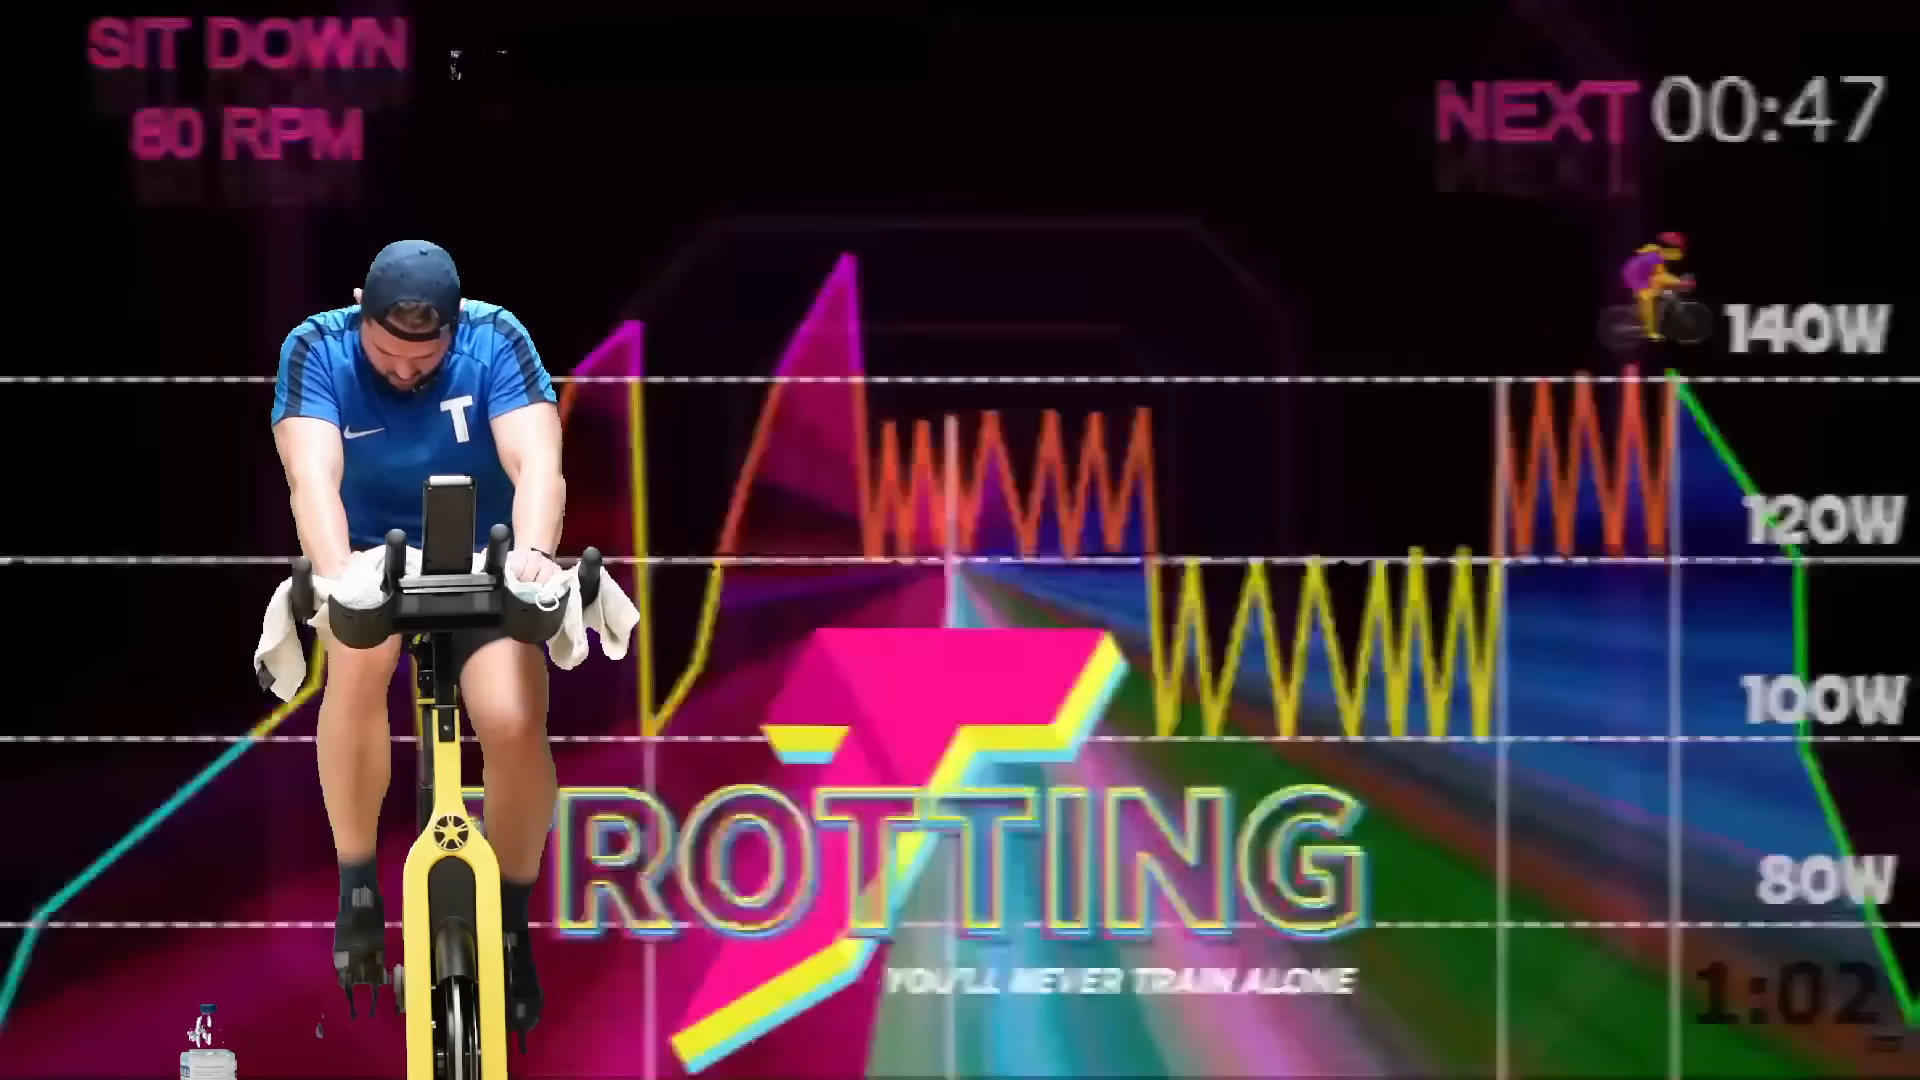 SIT DOWN
80 RPM
NEXT 00:47
140W
T
120W
100W
80W
TROTTING
YOU'LL NEVER TRAIN ALONE
1:02